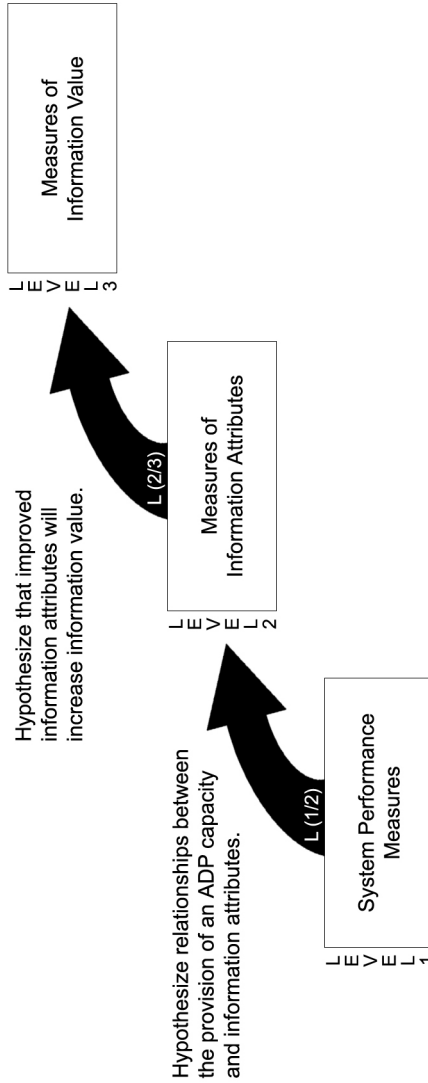 Hypothesize relationships between
the provision of an ADP capacity
and information attributes.
L (1/2)
LEVEL 1
System Performance
Measures
Hypothesize that improved
information attributes will
increase information value.
L (2/3)
LEVEL 2
Measures of
Information Attributes
LEVEL 3
Measures of
Information Value